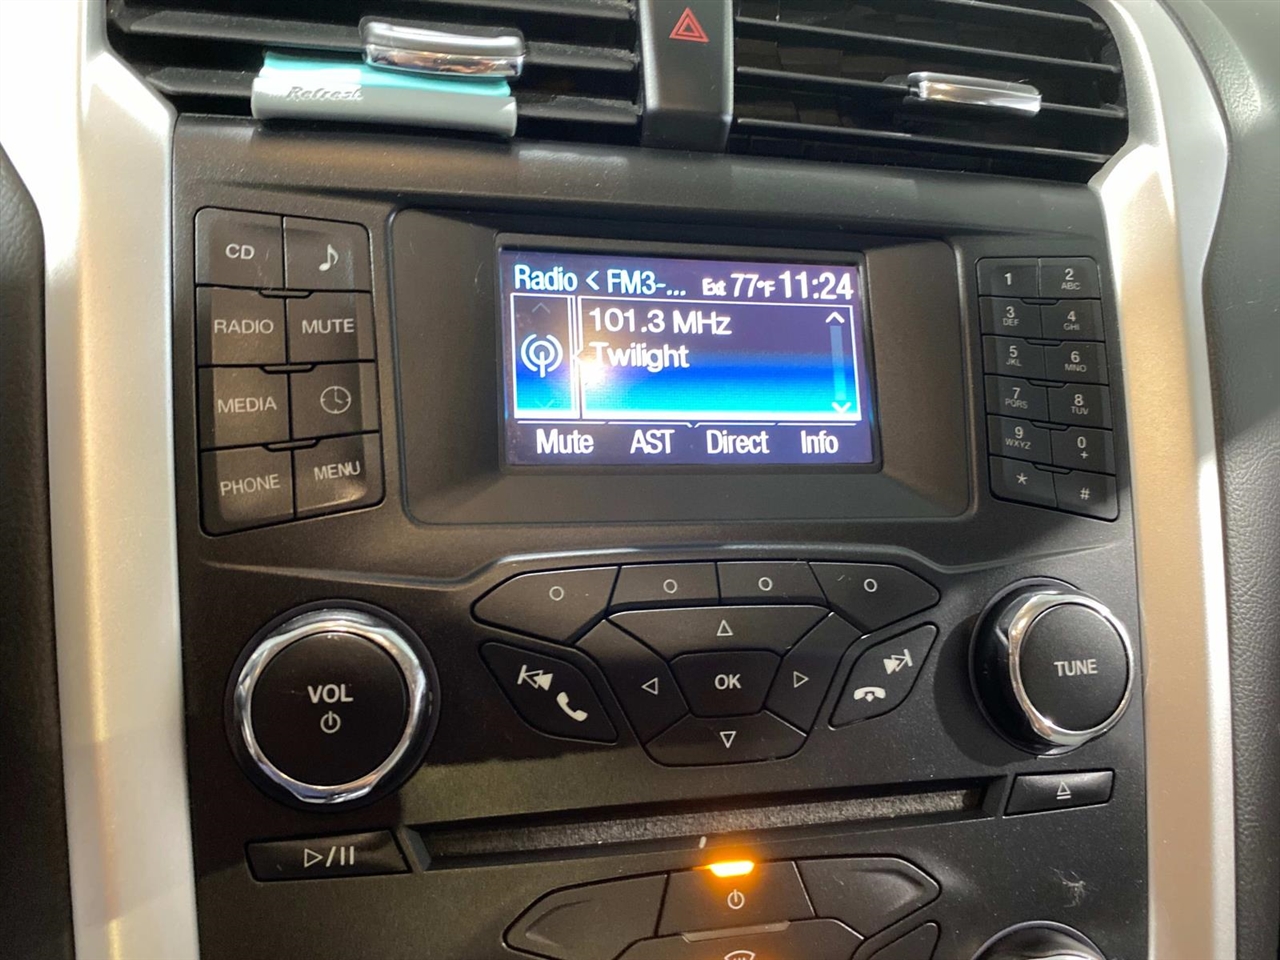 Refresh
CD
RADIO MUTE
MEDIA
PHONE MENU
Radio < FM3-... Ext 77°F 11:24
101.3 MHz
Twilight
Mute AST Direct Info
1 2 ABC
3 DEF 4 GHI
5 JKL 6 MNO
7 PQRS 8 TUV
9 WXYZ 0 +
* #
VOL
OK
TUNE